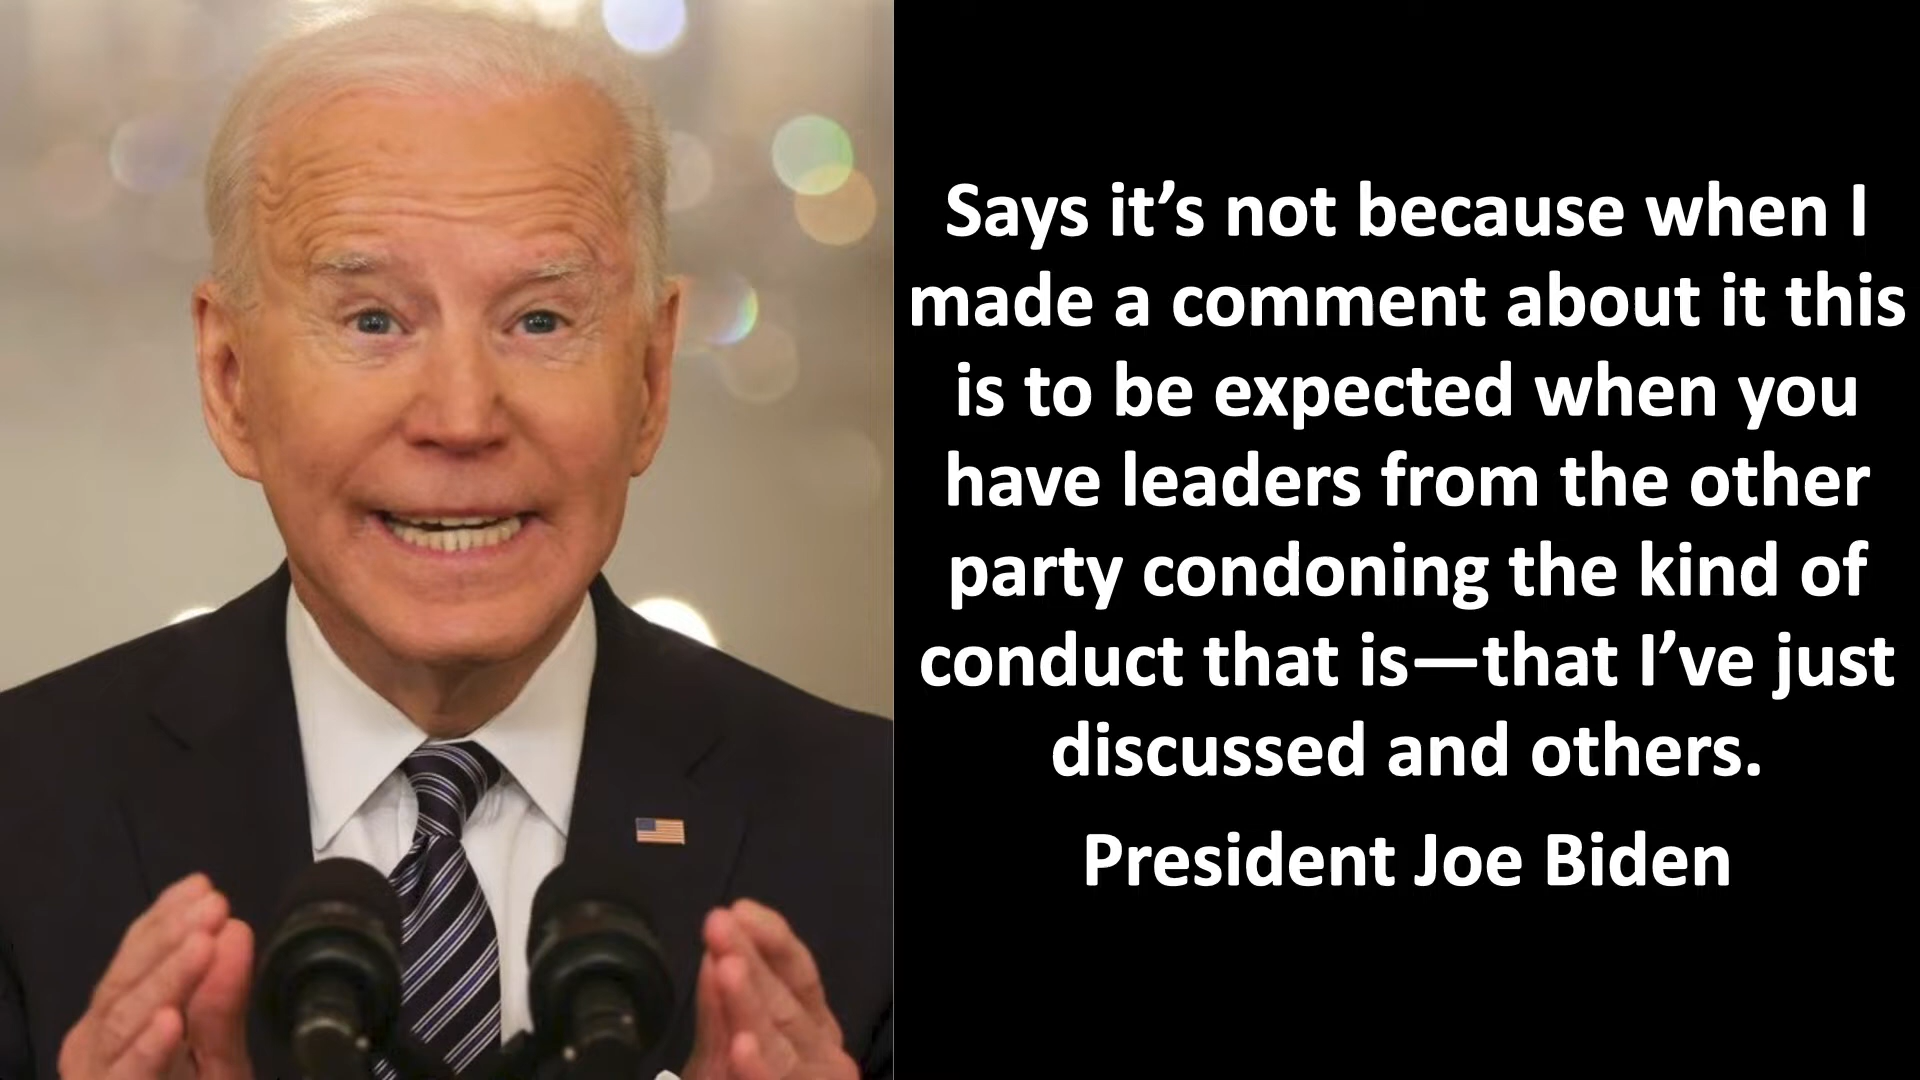 Says it’s not because when I
made a comment about it this
is to be expected when you
have leaders from the other
party condoning the kind of
conduct that is—that I’ve just
discussed and others.
President Joe Biden